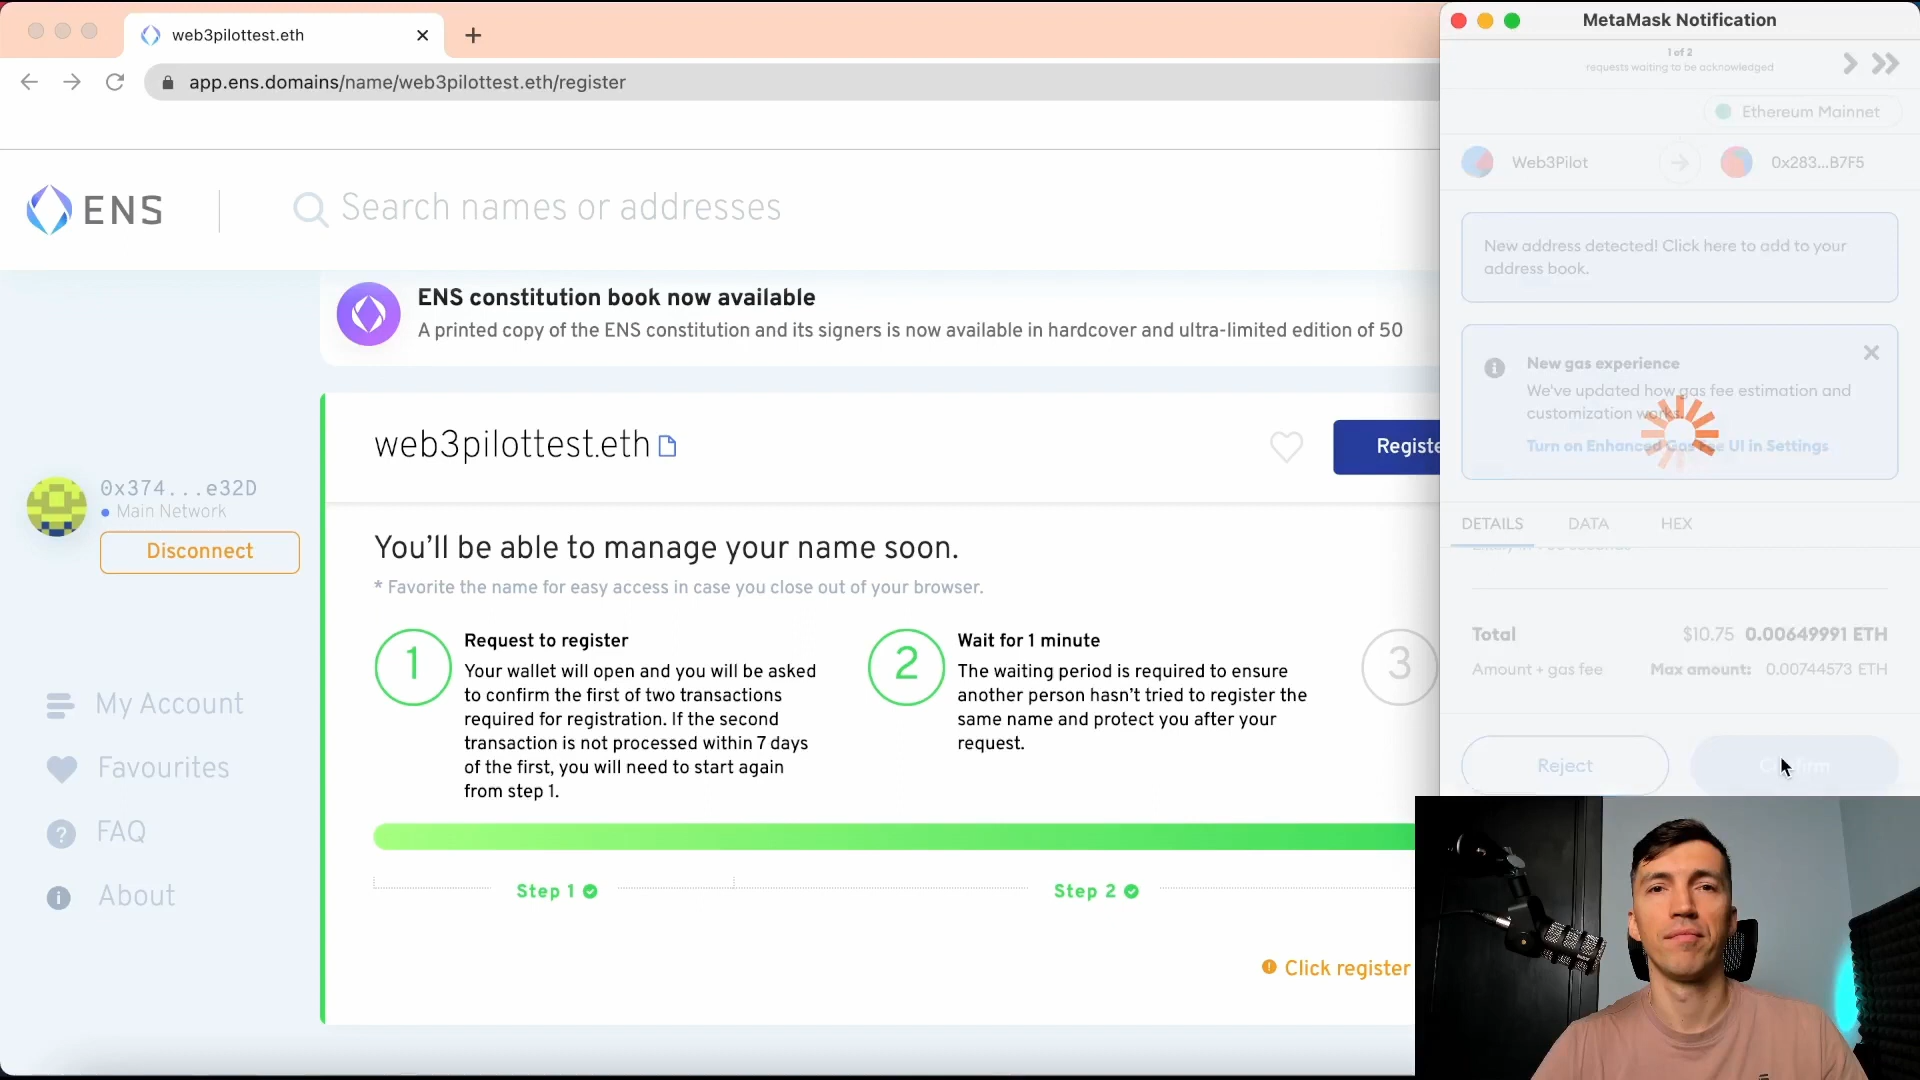 web3pilottest.eth
app.ens.domains/name/web3pilottest.eth/register
ENS
Search names or addresses
ENS constitution book now available
A printed copy of the ENS constitution and its signers is now available in hardcover and ultra-limited edition of 50
web3pilottest.eth
Registe
0x374...e32D
Main Network
Disconnect
My Account
Favourites
FAQ
About
You'll be able to manage your name soon.
* Favorite the name for easy access in case you close out of your browser.
1
Request to register
Your wallet will open and you will be asked
to confirm the first of two transactions
required for registration. If the second
transaction is not processed within 7 days
of the first, you will need to start again
from step 1.
2
Wait for 1 minute
The waiting period is required to ensure
another person hasn't tried to register the
same name and protect you after your
request.
3
Step 1
Step 2
Click register
MetaMask Notification
1 of 2
requests waiting to be acknowledged
Ethereum Mainnet
Web3Pilot
0x283...B7F5
New address detected! Click here to add to your
address book.
New gas experience
We've updated how gas fee estimation and
customization works.
Turn on Enhanced Gas Fee UI in Settings
DETAILS
DATA
HEX
Total
$10.75 0.00649991 ETH
Amount + gas fee
Max amount: 0.00744573 ETH
Reject
Confirm